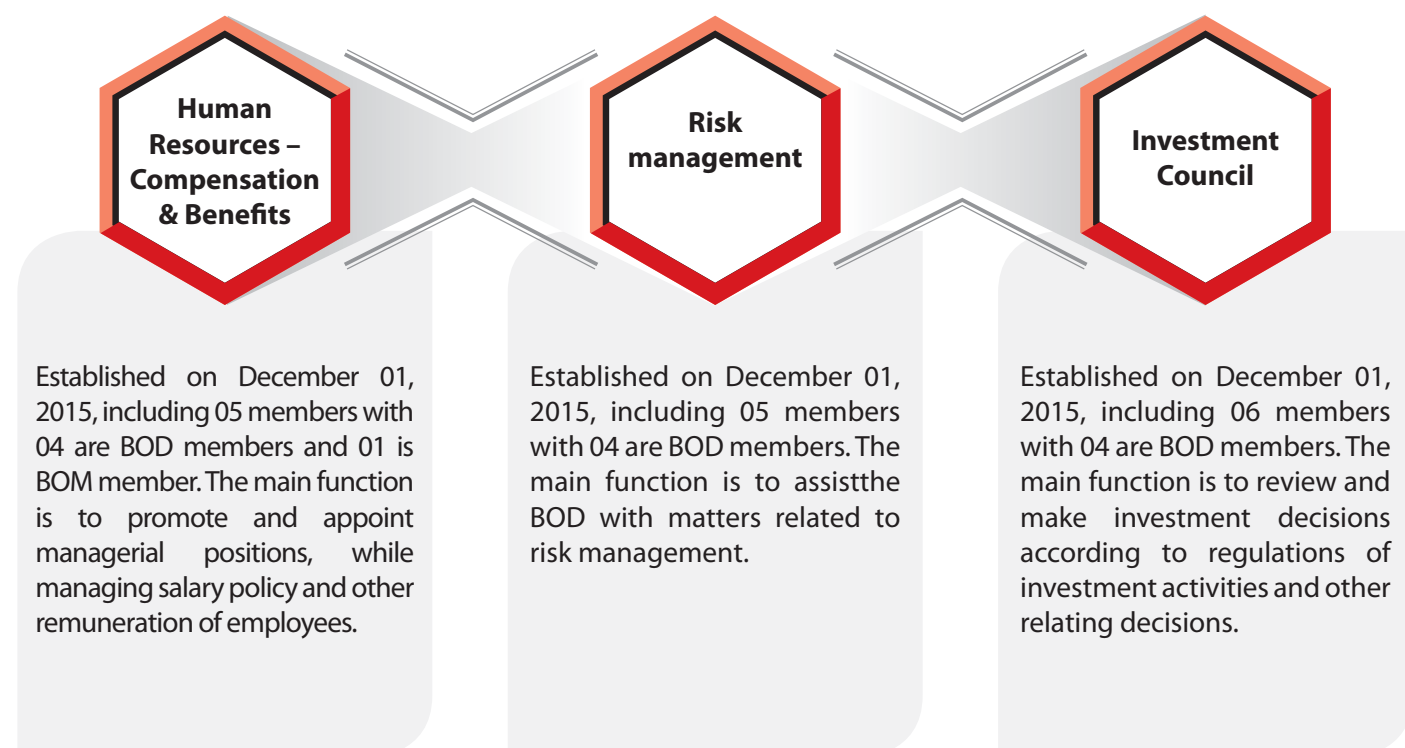 Human
Resources –
Compensation
& Benefits
Established on December 01,
2015, including 05 members with
04 are BOD members and 01 is
BOM member. The main function
is to promote and appoint
managerial positions, while
managing salary policy and other
remuneration of employees.
Risk
management
Established on December 01,
2015, including 05 members
with 04 are BOD members. The
main function is to assistthe
BOD with matters related to
risk management.
Investment
Council
Established on December 01,
2015, including 06 members
with 04 are BOD members. The
main function is to review and
make investment decisions
according to regulations of
investment activities and other
relating decisions.